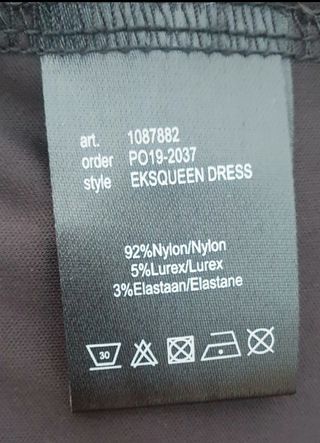 art. 1087882
order PO19-2037
style EKSQUEEN DRESS
92%Nylon/Nylon
5%Lurex/Lurex
3%Elastaan/Elastane
30